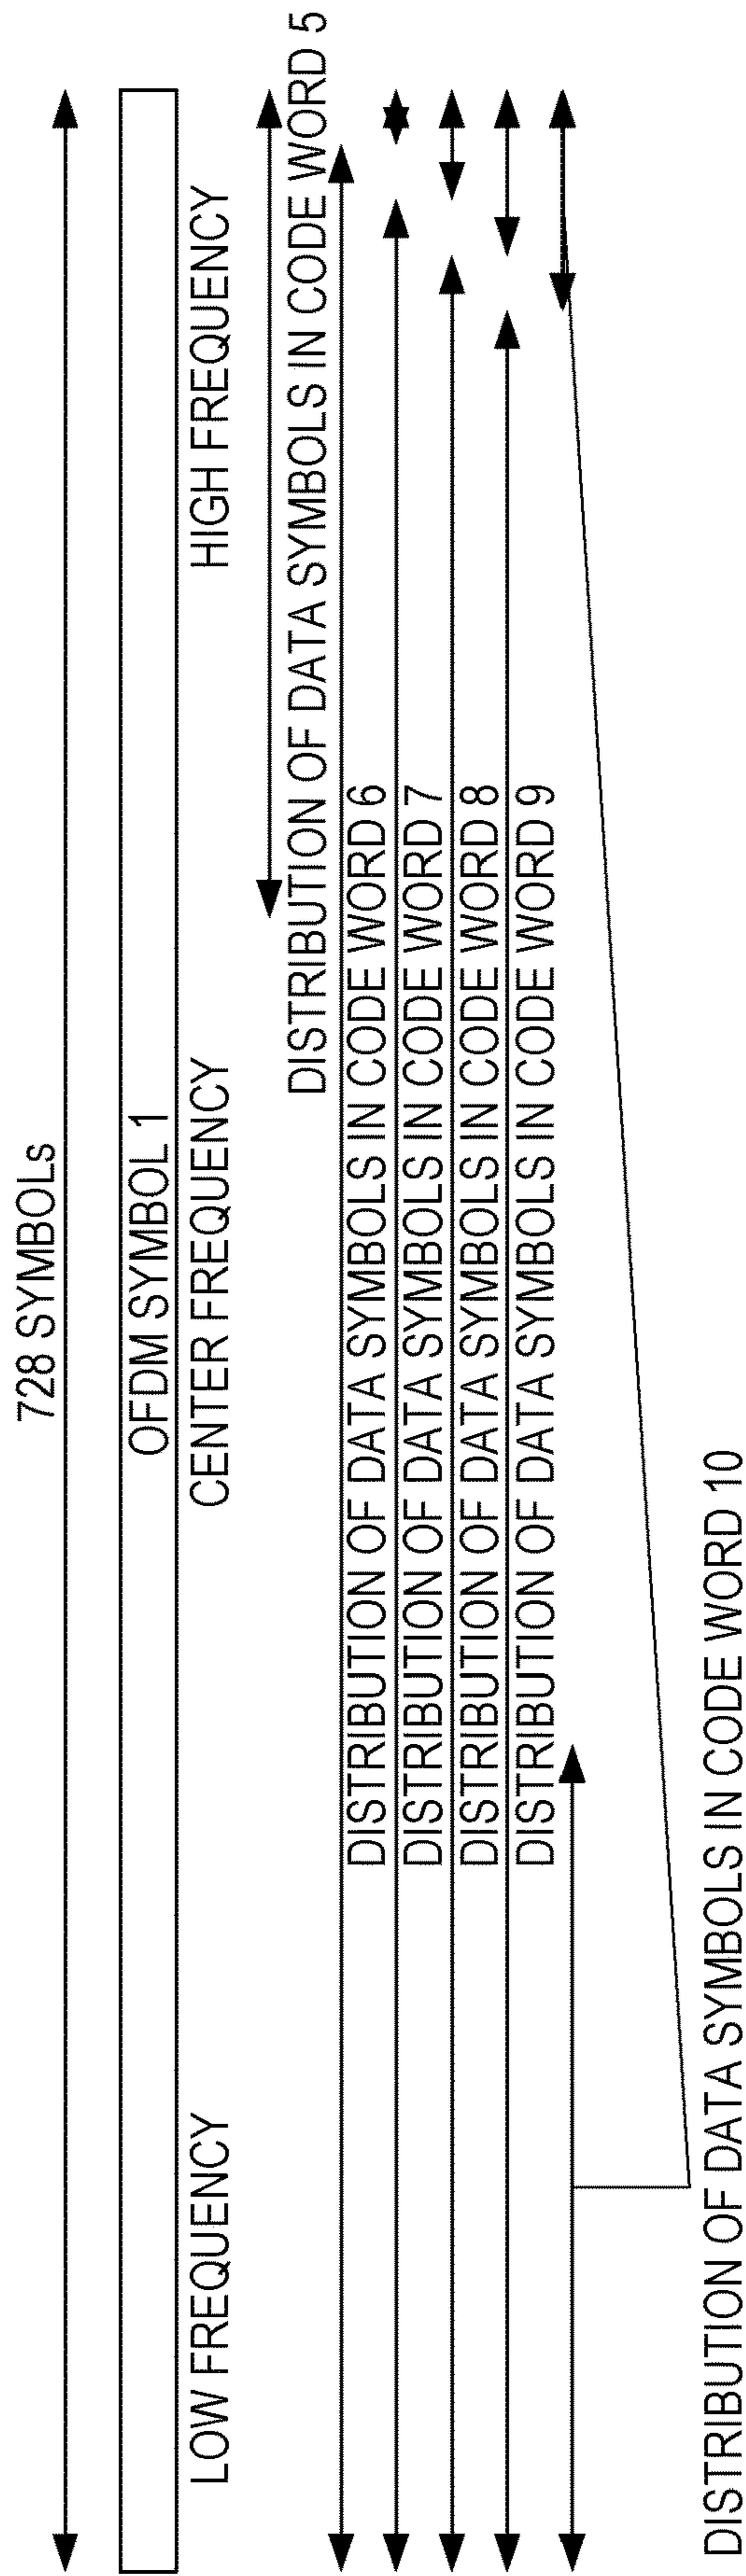 728 SYMBOLs
OFDM SYMBOL 1
LOW FREQUENCY
CENTER FREQUENCY
HIGH FREQUENCY
DISTRIBUTION OF DATA SYMBOLS IN CODE WORD 5
DISTRIBUTION OF DATA SYMBOLS IN CODE WORD 6
DISTRIBUTION OF DATA SYMBOLS IN CODE WORD 7
DISTRIBUTION OF DATA SYMBOLS IN CODE WORD 8
DISTRIBUTION OF DATA SYMBOLS IN CODE WORD 9
DISTRIBUTION OF DATA SYMBOLS IN CODE WORD 10